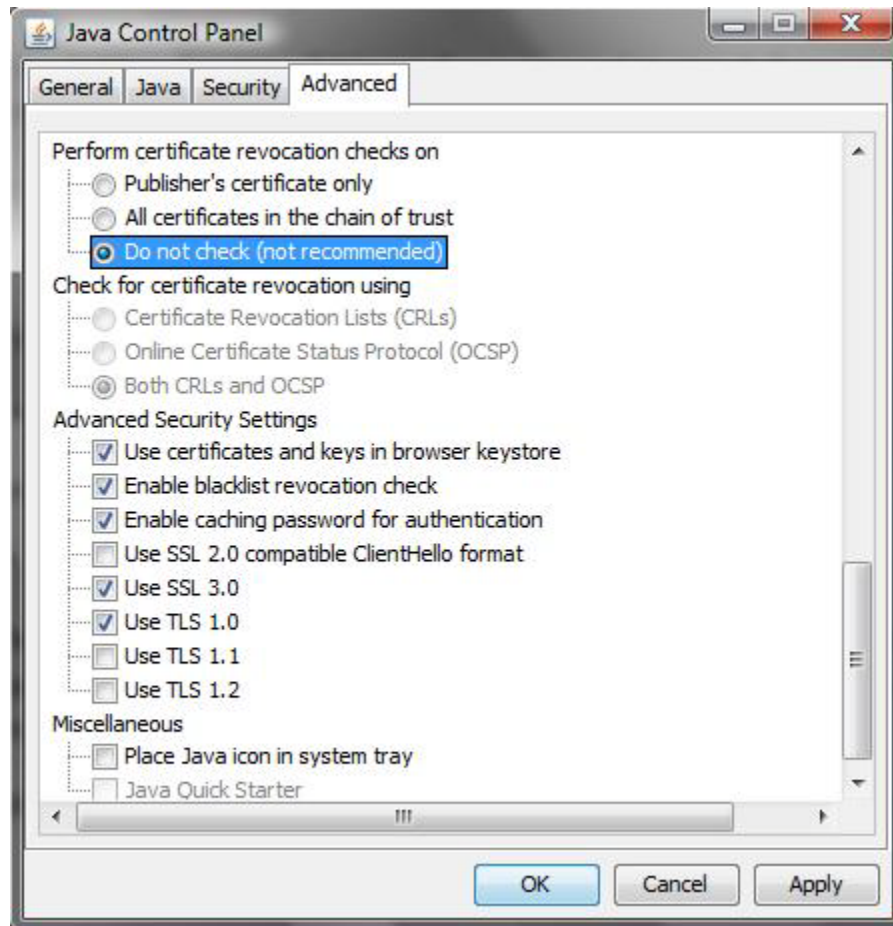 Java Control Panel
General Java Security Advanced
Perform certificate revocation checks on
Publisher's certificate only
All certificates in the chain of trust
Do not check (not recommended)
Check for certificate revocation using
Certificate Revocation Lists (CRLs)
Online Certificate Status Protocol (OCSP)
Both CRLs and OCSP
Advanced Security Settings
Use certificates and keys in browser keystore
Enable blacklist revocation check
Enable caching password for authentication
Use SSL 2.0 compatible ClientHello format
Use SSL 3.0
Use TLS 1.0
Use TLS 1.1
Use TLS 1.2
Miscellaneous
Place Java icon in system tray
Java Quick Starter
OK Cancel Apply